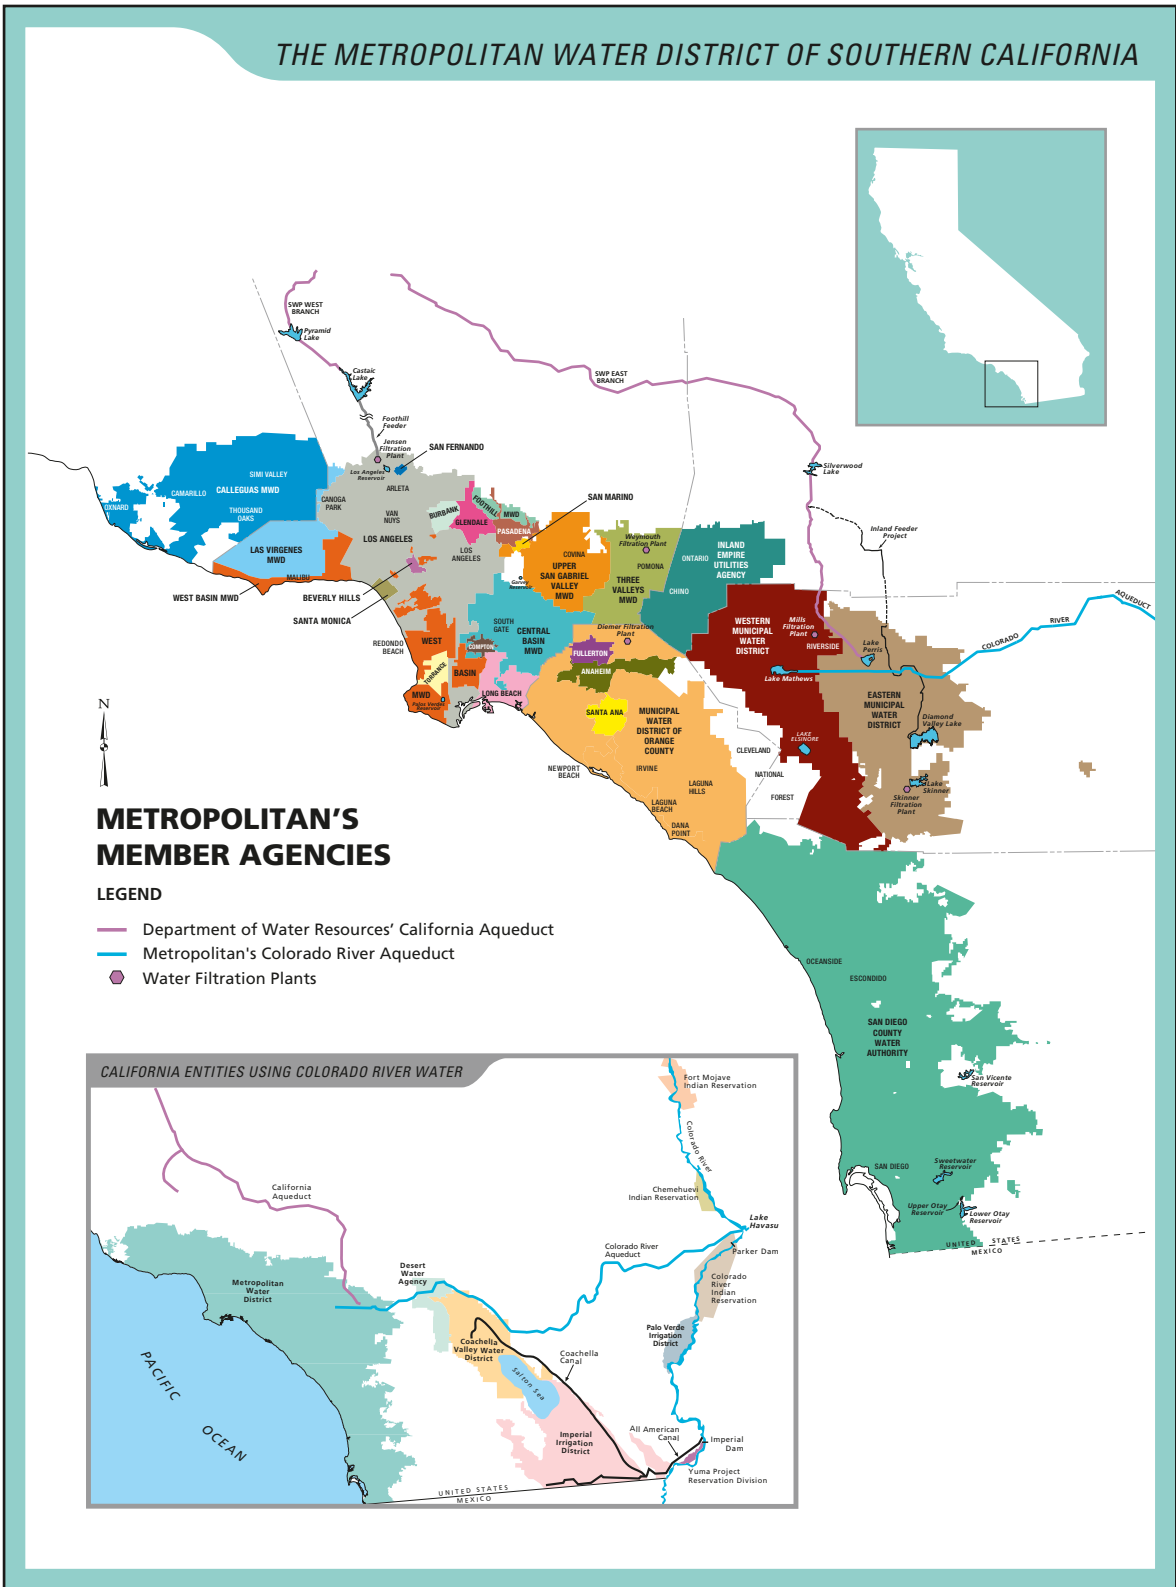 THE METROPOLITAN WATER DISTRICT OF SOUTHERN CALIFORNIA
SWP WEST
BRANCH
Pyramid
Lake
SWP EAST
BRANCH
Castaic
Lake
Foothill
Feeder
Jensen
Filtration
Plant
SAN FERNANDO
Los Angeles
Reservoir
Silverwood
Lake
SIMI VALLEY
CAMARILLO
CALLEGUAS MWD
OXNARD
THOUSAND
OAKS
CANOGA
PARK
ARLETA
VAN
NUYS
BURBANK
GLENDALE
FOOTHILL
MWD
PASADENA
SAN MARINO
Inland Feeder
Project
LAS VIRGENES
MWD
LOS ANGELES
LOS
ANGELES
COVINA
UPPER
SAN GABRIEL
VALLEY
MWD
Garvey
Reservoir
Weymouth
Filtration Plant
POMONA
THREE
VALLEYS
MWD
ONTARIO
INLAND
EMPIRE
UTILITIES
AGENCY
CHINO
MALIBU
WEST BASIN MWD
BEVERLY HILLS
SANTA MONICA
SOUTH
GATE
CENTRAL
BASIN
MWD
Diemer Filtration
Plant
WESTERN
MUNICIPAL
WATER
DISTRICT
Mills
Filtration
Plant
RIVERSIDE
Lake
Perris
COLORADO
RIVER
AQUEDUCT
REDONDO
BEACH
WEST
COMPTON
FULLERTON
ANAHEIM
TORRANCE
BASIN
MWD
LONG BEACH
Palos Verdes
Reservoir
SANTA ANA
Lake Mathews
MUNICIPAL
WATER
DISTRICT OF
ORANGE
COUNTY
EASTERN
MUNICIPAL
WATER
DISTRICT
Diamond
Valley Lake
LAKE
ELSINORE
CLEVELAND
NATIONAL
FOREST
NEWPORT
BEACH
IRVINE
LAGUNA
HILLS
LAGUNA
BEACH
DANA
POINT
Lake
Skinner
Skinner
Filtration
Plant
N
METROPOLITAN'S
MEMBER AGENCIES
LEGEND
Department of Water Resources' California Aqueduct
Metropolitan's Colorado River Aqueduct
Water Filtration Plants
OCEANSIDE
ESCONDIDO
SAN DIEGO
COUNTY
WATER
AUTHORITY
San Vicente
Reservoir
SAN DIEGO
Sweetwater
Reservoir
Upper Otay
Reservoir
Lower Otay
Reservoir
UNITED STATES
MEXICO
CALIFORNIA ENTITIES USING COLORADO RIVER WATER
Fort Mojave
Indian Reservation
Colorado River
Chemehuevi
Indian Reservation
California
Aqueduct
Lake
Havasu
Parker Dam
Colorado River
Aqueduct
Desert
Water
Agency
Metropolitan
Water
District
Colorado
River
Indian
Reservation
Palo Verde
Irrigation
District
Coachella
Valley Water
District
Coachella
Canal
Salton Sea
PACIFIC
OCEAN
Imperial
Irrigation
District
All American
Canal
Imperial
Dam
Yuma Project
Reservation Division
UNITED STATES
MEXICO